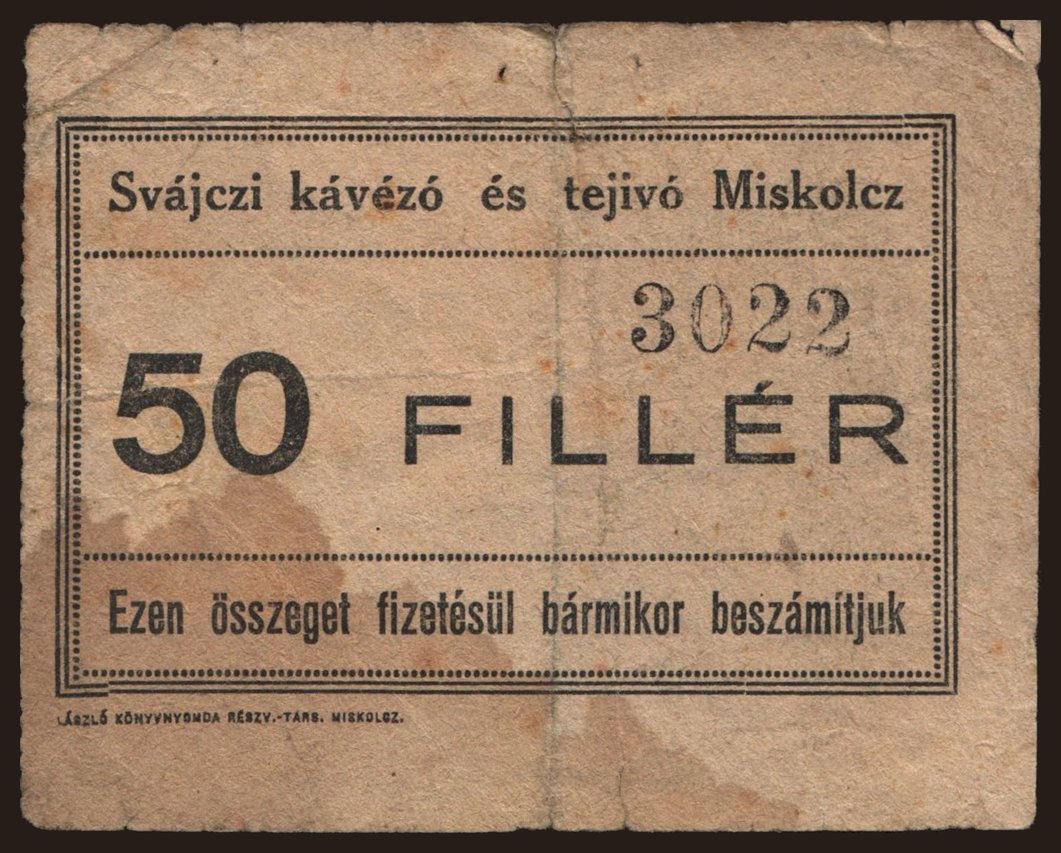 Svájczi kávézó és tejivó Miskolcz
3022
50 FILLÉR
Ezen összeget fizetésül bármikor beszámítjuk
LÁSZLÓ KÖNYVNYOMDA RÉSZV.-TÁRS. MISKOLCZ.